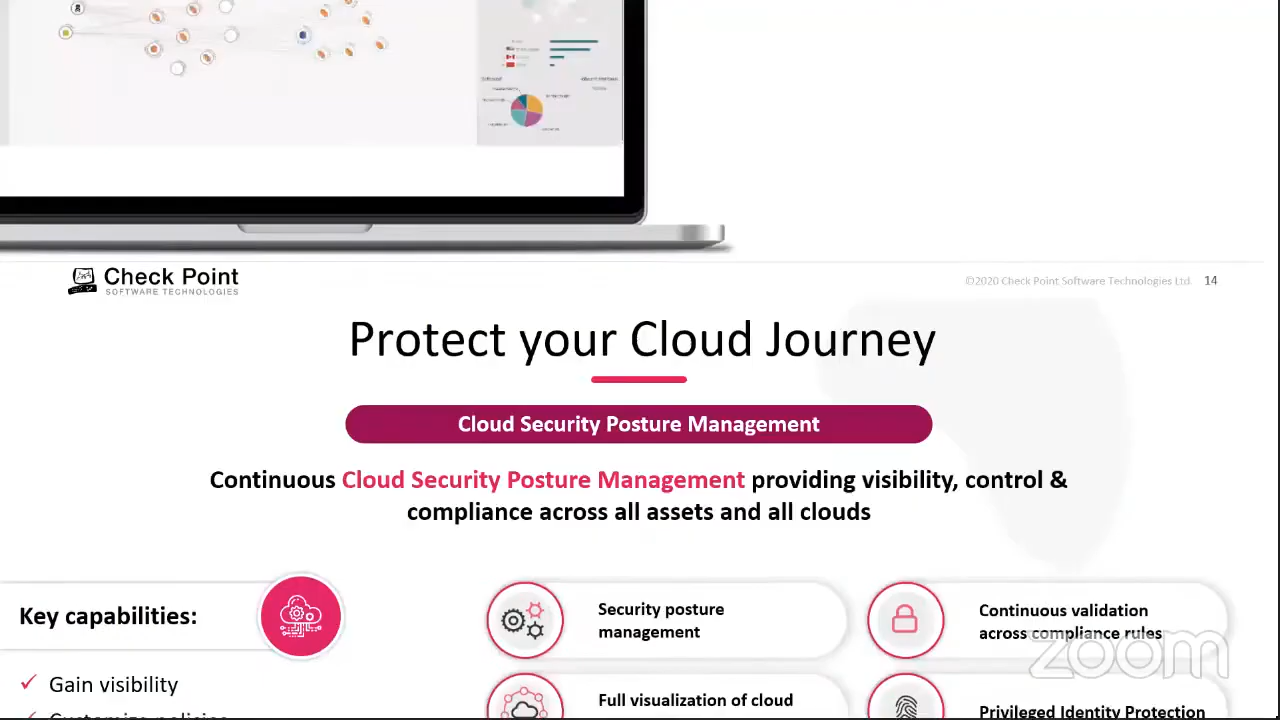 Check Point
SOFTWARE TECHNOLOGIES
©2020 Check Point Software Technologies Ltd. 14
Protect your Cloud Journey
Cloud Security Posture Management
Continuous Cloud Security Posture Management providing visibility, control &
compliance across all assets and all clouds
Key capabilities:
Security posture
management
Continuous validation
across compliance rules
zoom
Gain visibility
Customize policies
Full visualization of cloud
Privileged Identity Protection